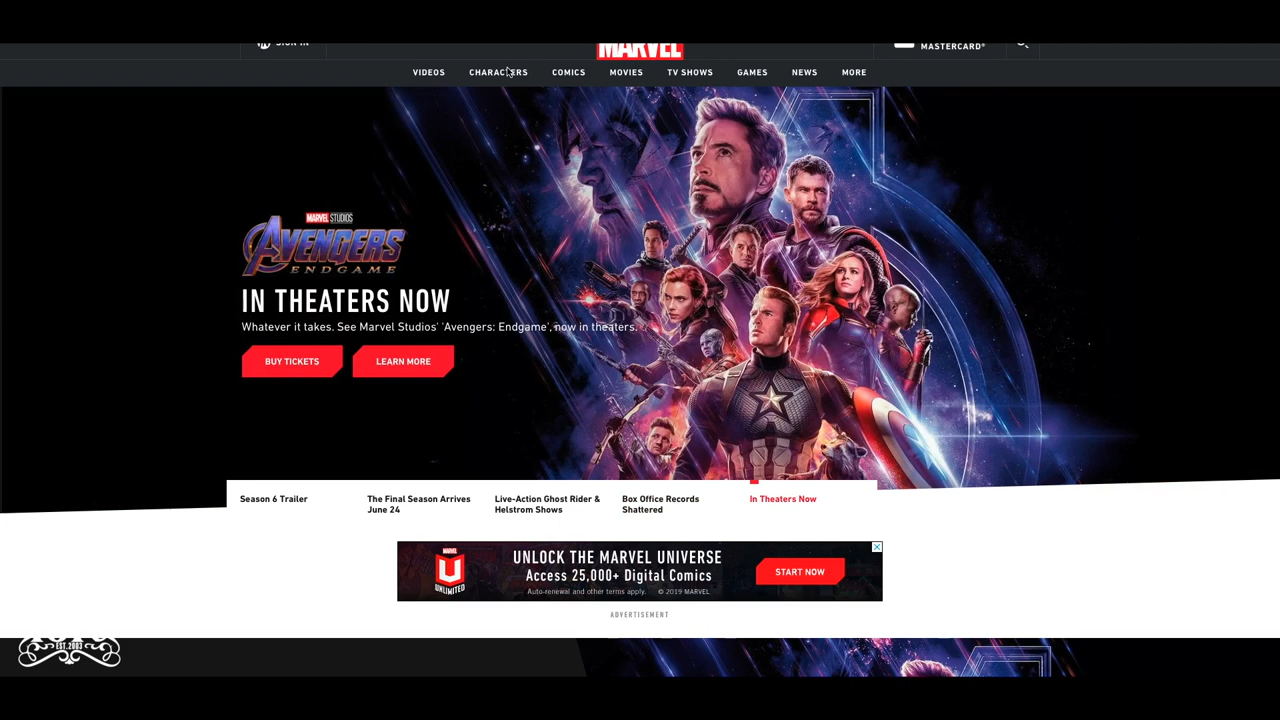 SIGN IN
MARVEL
MASTERCARD®
VIDEOS CHARACTERS COMICS MOVIES TV SHOWS GAMES NEWS MORE
MARVEL STUDIOS
AVENGERS
ENDGAME
IN THEATERS NOW
Whatever it takes. See Marvel Studios' 'Avengers: Endgame', now in theaters.
BUY TICKETS LEARN MORE
Season 6 Trailer
The Final Season Arrives
June 24
Live-Action Ghost Rider &
Helstrom Shows
Box Office Records
Shattered
In Theaters Now
MARVEL
U
UNLIMITED
UNLOCK THE MARVEL UNIVERSE
Access 25,000+ Digital Comics
Auto-renewal and other terms apply. © 2019 MARVEL
START NOW
ADVERTISEMENT
EST.2003